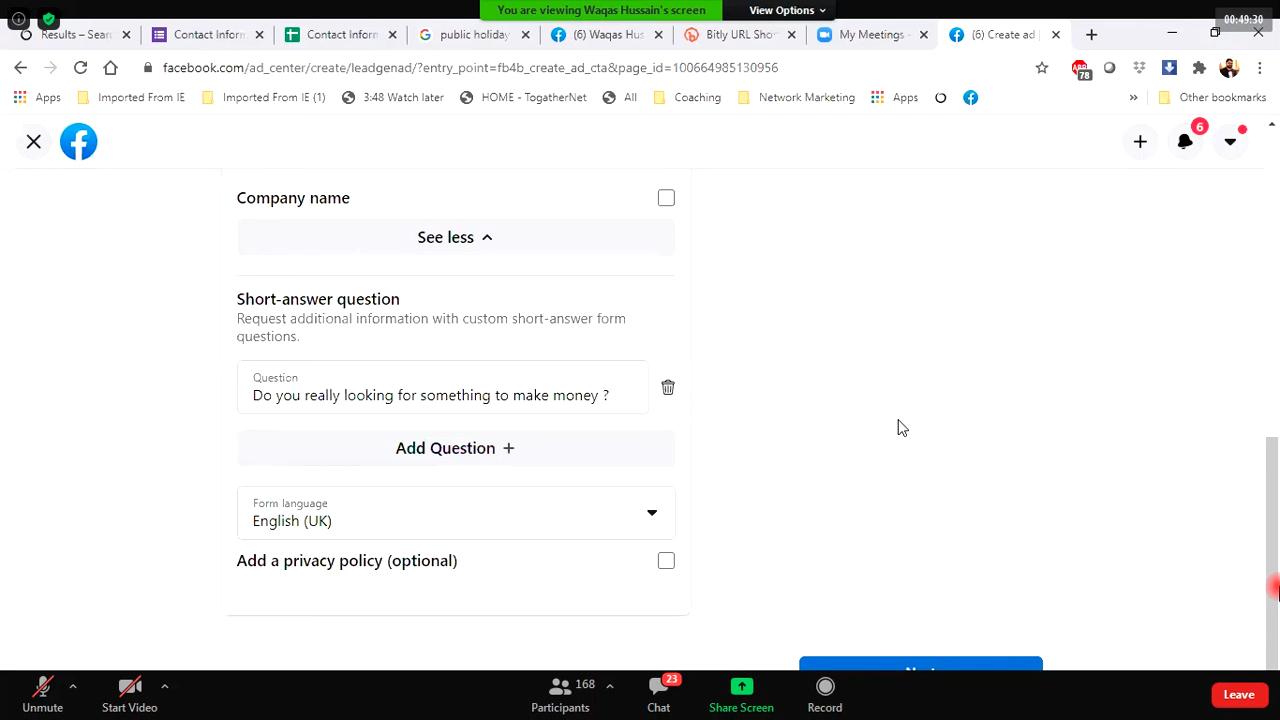 You are viewing Waqas Hussain's screen
View Options
00:49:30
Results – Sear
Contact Inform
Contact inform
public holida
(6) Waqas Hus
Bitly URL Sho
My Meetings -
(6) Create ad
facebook.com/ad_center/create/leadgenad/?entry_point=fb4b_create_ad_cta&page_id=100664985130956
ABP
78
Apps
Imported From IE
Imported From IE (1)
3:48 Watch later
HOME - TogatherNet
All
Coaching
Network Marketing
Apps
»
Other bookmarks
6
Company name
See less
Short-answer question
Request additional information with custom short-answer form
questions.
Question
Do you really looking for something to make money ?
Add Question +
Form language
English (UK)
Add a privacy policy (optional)
Unmute
Start Video
168
Participants
23
Chat
Share Screen
Record
Leave